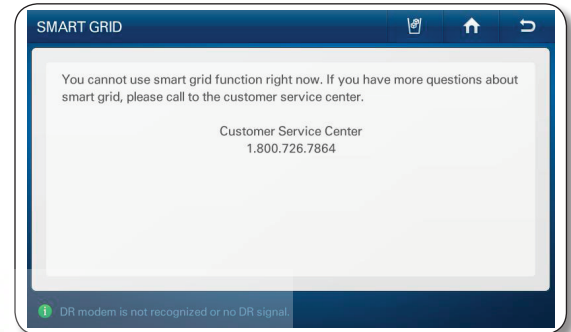 SMART GRID
You cannot use smart grid function right now. If you have more questions about
smart grid, please call to the customer service center.
Customer Service Center
1.800.726.7864
DR modem is not recognized or no DR signal.